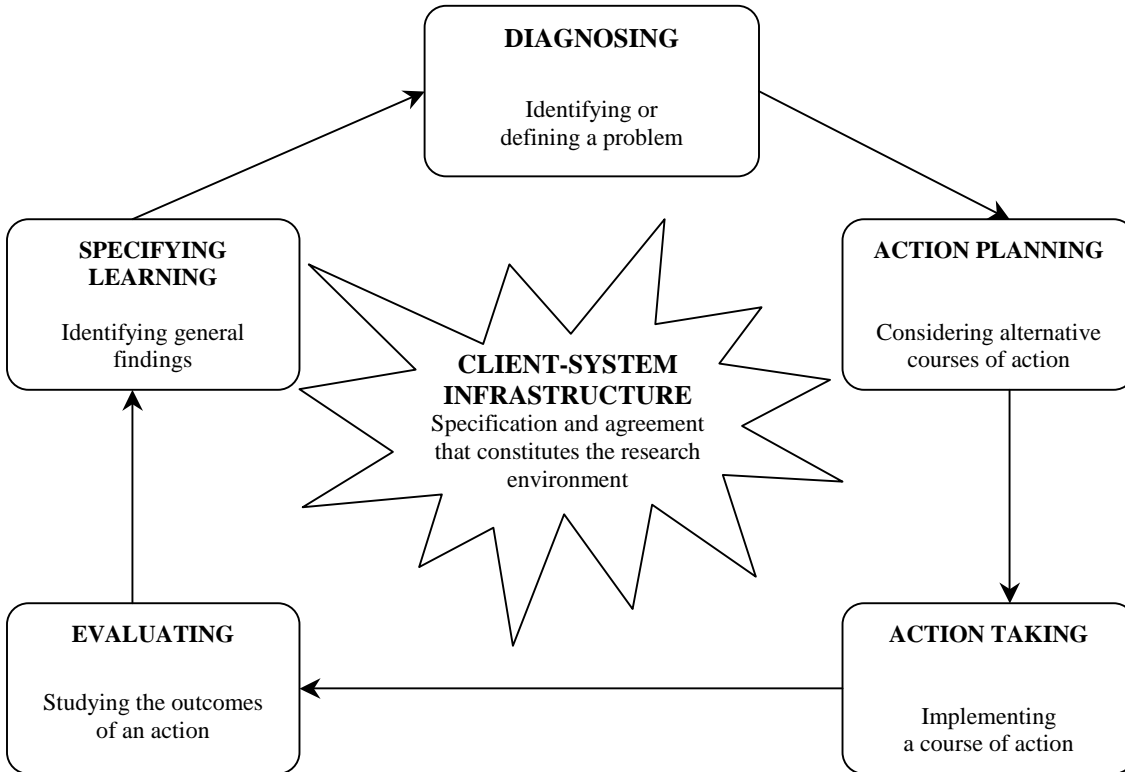 DIAGNOSING
Identifying or
defining a problem
SPECIFYING
LEARNING
Identifying general
findings
ACTION PLANNING
Considering alternative
courses of action
CLIENT-SYSTEM
INFRASTRUCTURE
Specification and agreement
that constitutes the research
environment
EVALUATING
Studying the outcomes
of an action
ACTION TAKING
Implementing
a course of action